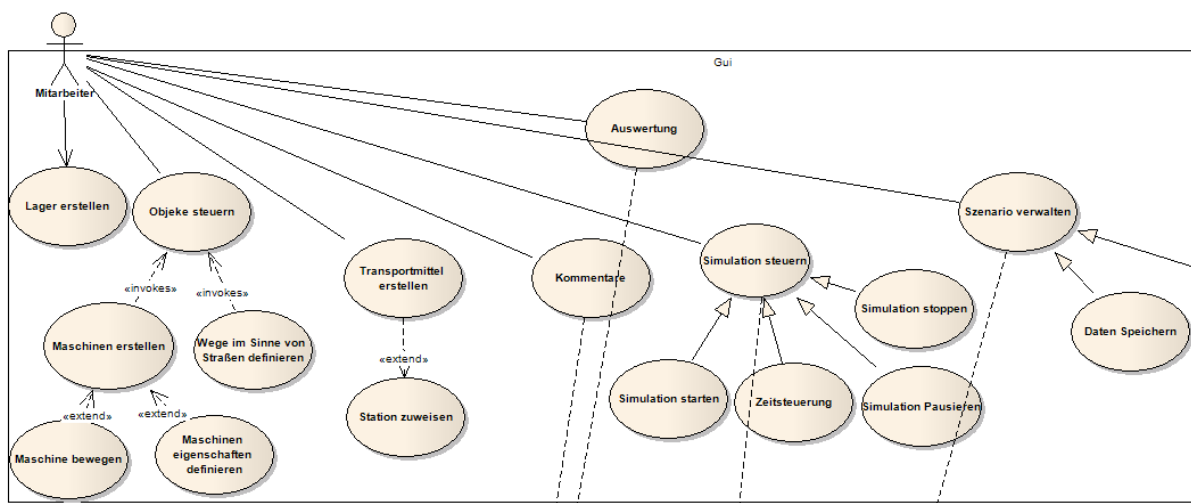 Gui
Mitarbeiter
Auswertung
Lager erstellen
Objeke steuern
Szenario verwalten
Transportmittel
erstellen
Kommentare
Simulation steuern
«invokes»
«invokes»
Simulation stoppen
Daten Speichern
Maschinen erstellen
Wege im Sinne von
Straßen definieren
«extend»
Simulation starten
Zeitsteuerung
Simulation Pausieren
«extend»
«extend»
Station zuweisen
Maschine bewegen
Maschinen
eigenschaften
definieren